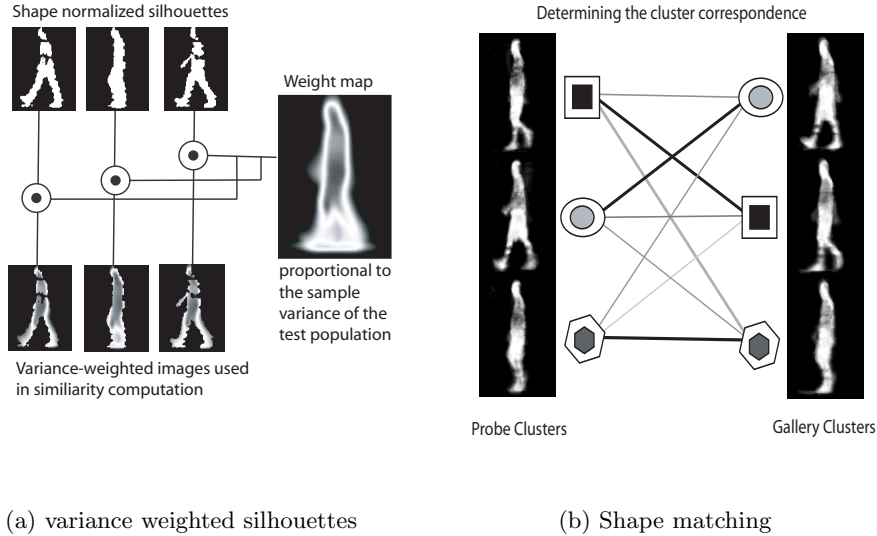 Shape normalized silhouettes
Weight map
proportional to
the sample
variance of the
test population
Variance-weighted images used
in similiarity computation
(a) variance weighted silhouettes
Determining the cluster correspondence
Probe Clusters
Gallery Clusters
(b) Shape matching